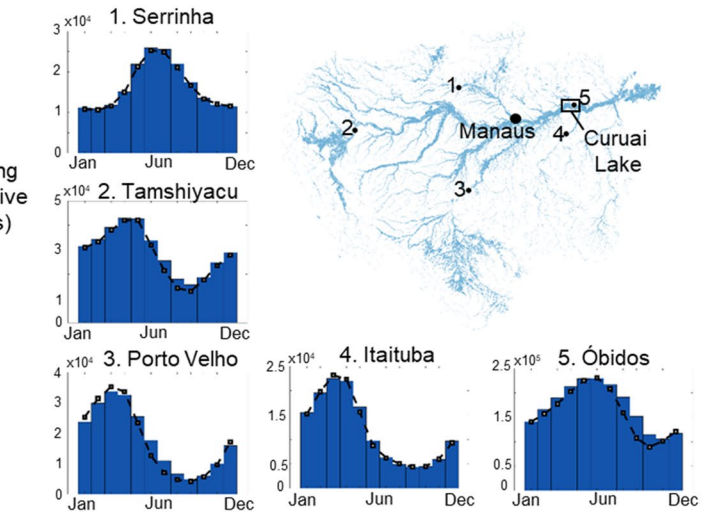 1. Serrinha
x10⁴
3
2
1
0
Jan Jun Dec
ng
ive
s)
2. Tamshiyacu
x10⁴
5
3
1
0
Jan Jun Dec
3. Porto Velho
x10⁴
4
3
2
1
0
Jan Jun Dec
4. Itaituba
x10⁴
2.5
1.5
0.5
0
Jan Jun Dec
5. Óbidos
x10⁵
2.5
1.5
0.5
0
Jan Jun Dec
1
2
3
4
5
Manaus
Curuai
Lake